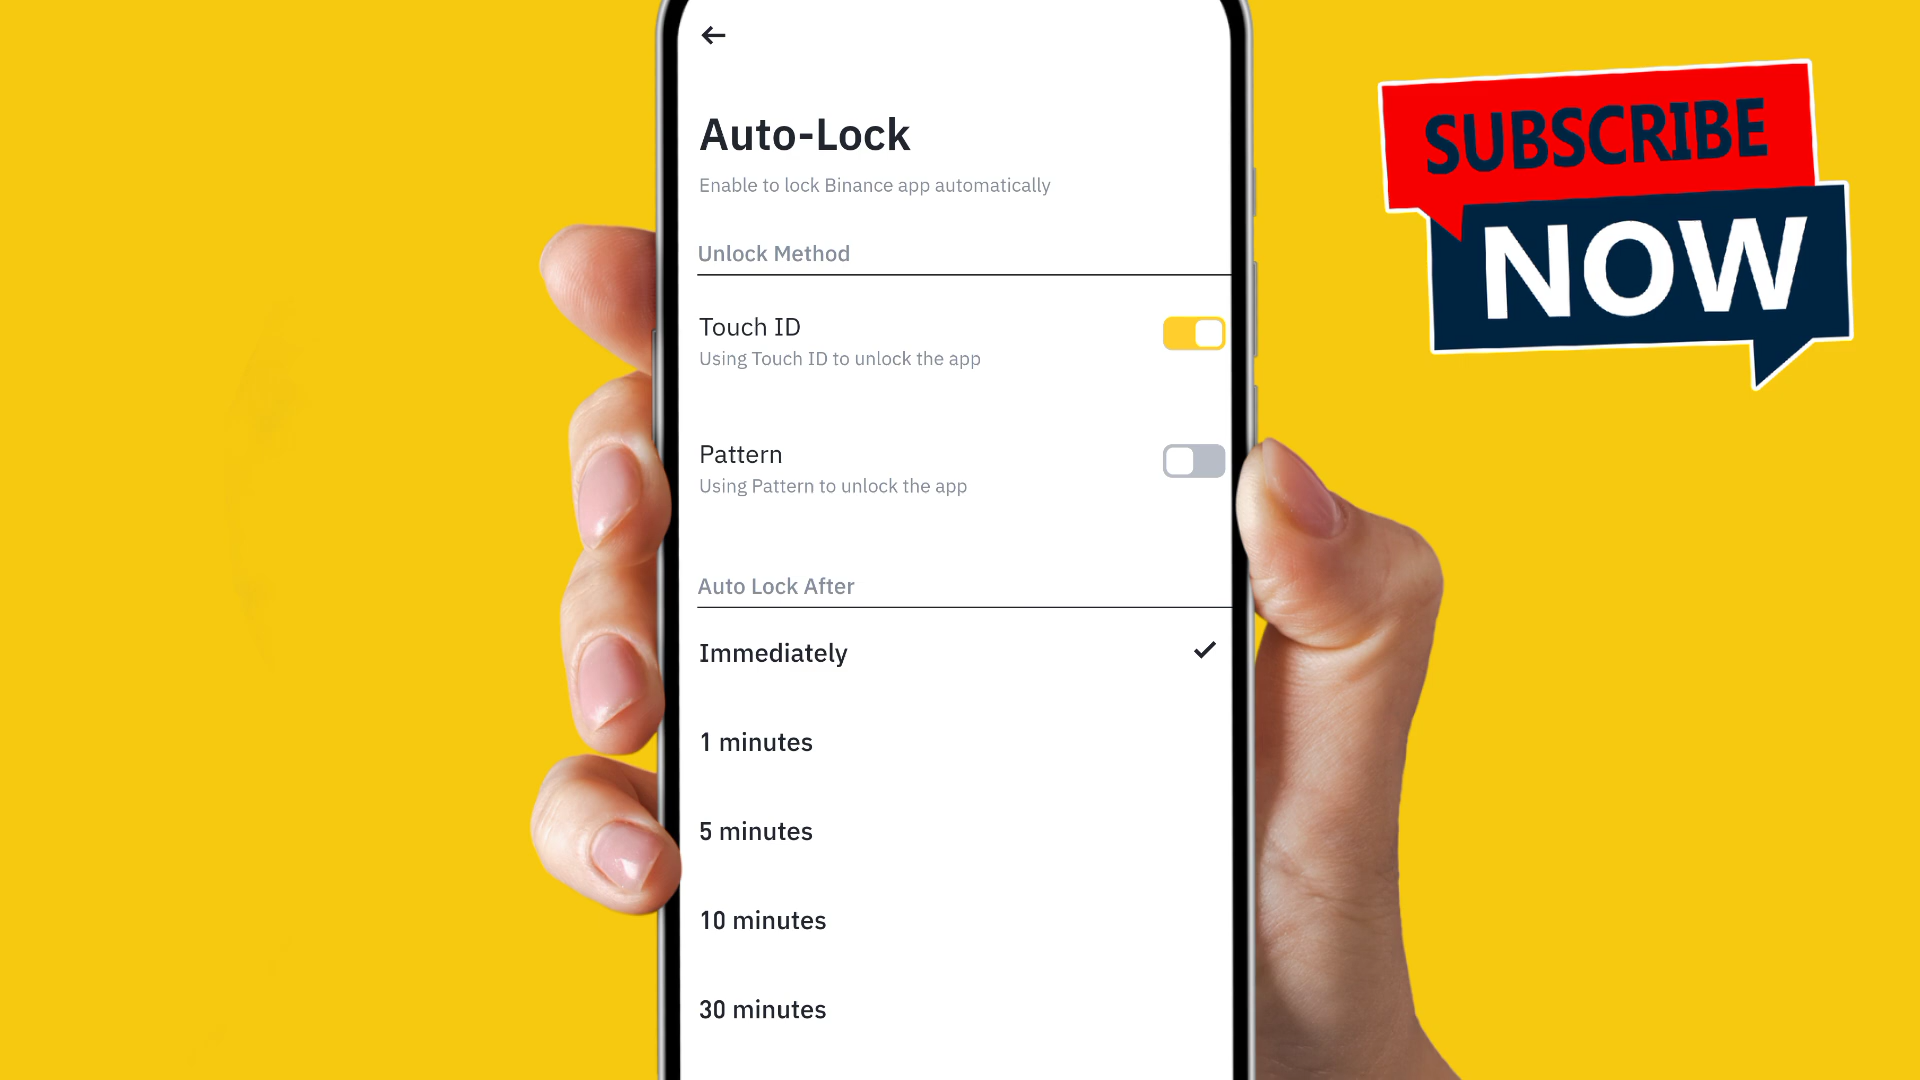 Auto-Lock
Enable to lock Binance app automatically
Unlock Method
Touch ID
Using Touch ID to unlock the app
Pattern
Using Pattern to unlock the app
Auto Lock After
Immediately
1 minutes
5 minutes
10 minutes
30 minutes
SUBSCRIBE
NOW